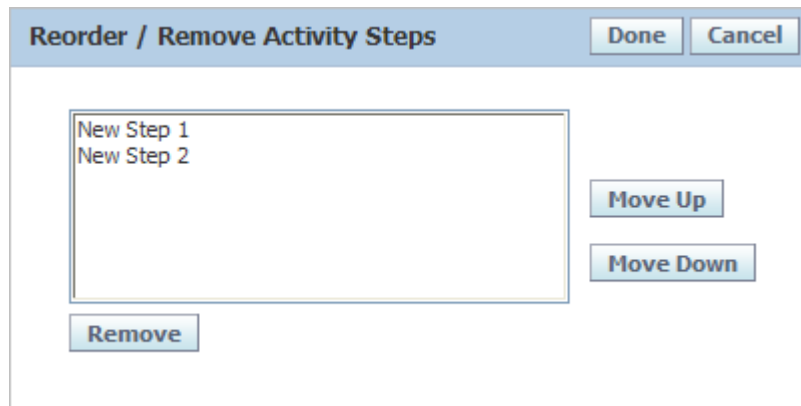 Reorder / Remove Activity Steps Done Cancel
New Step 1
New Step 2
Move Up
Move Down
Remove